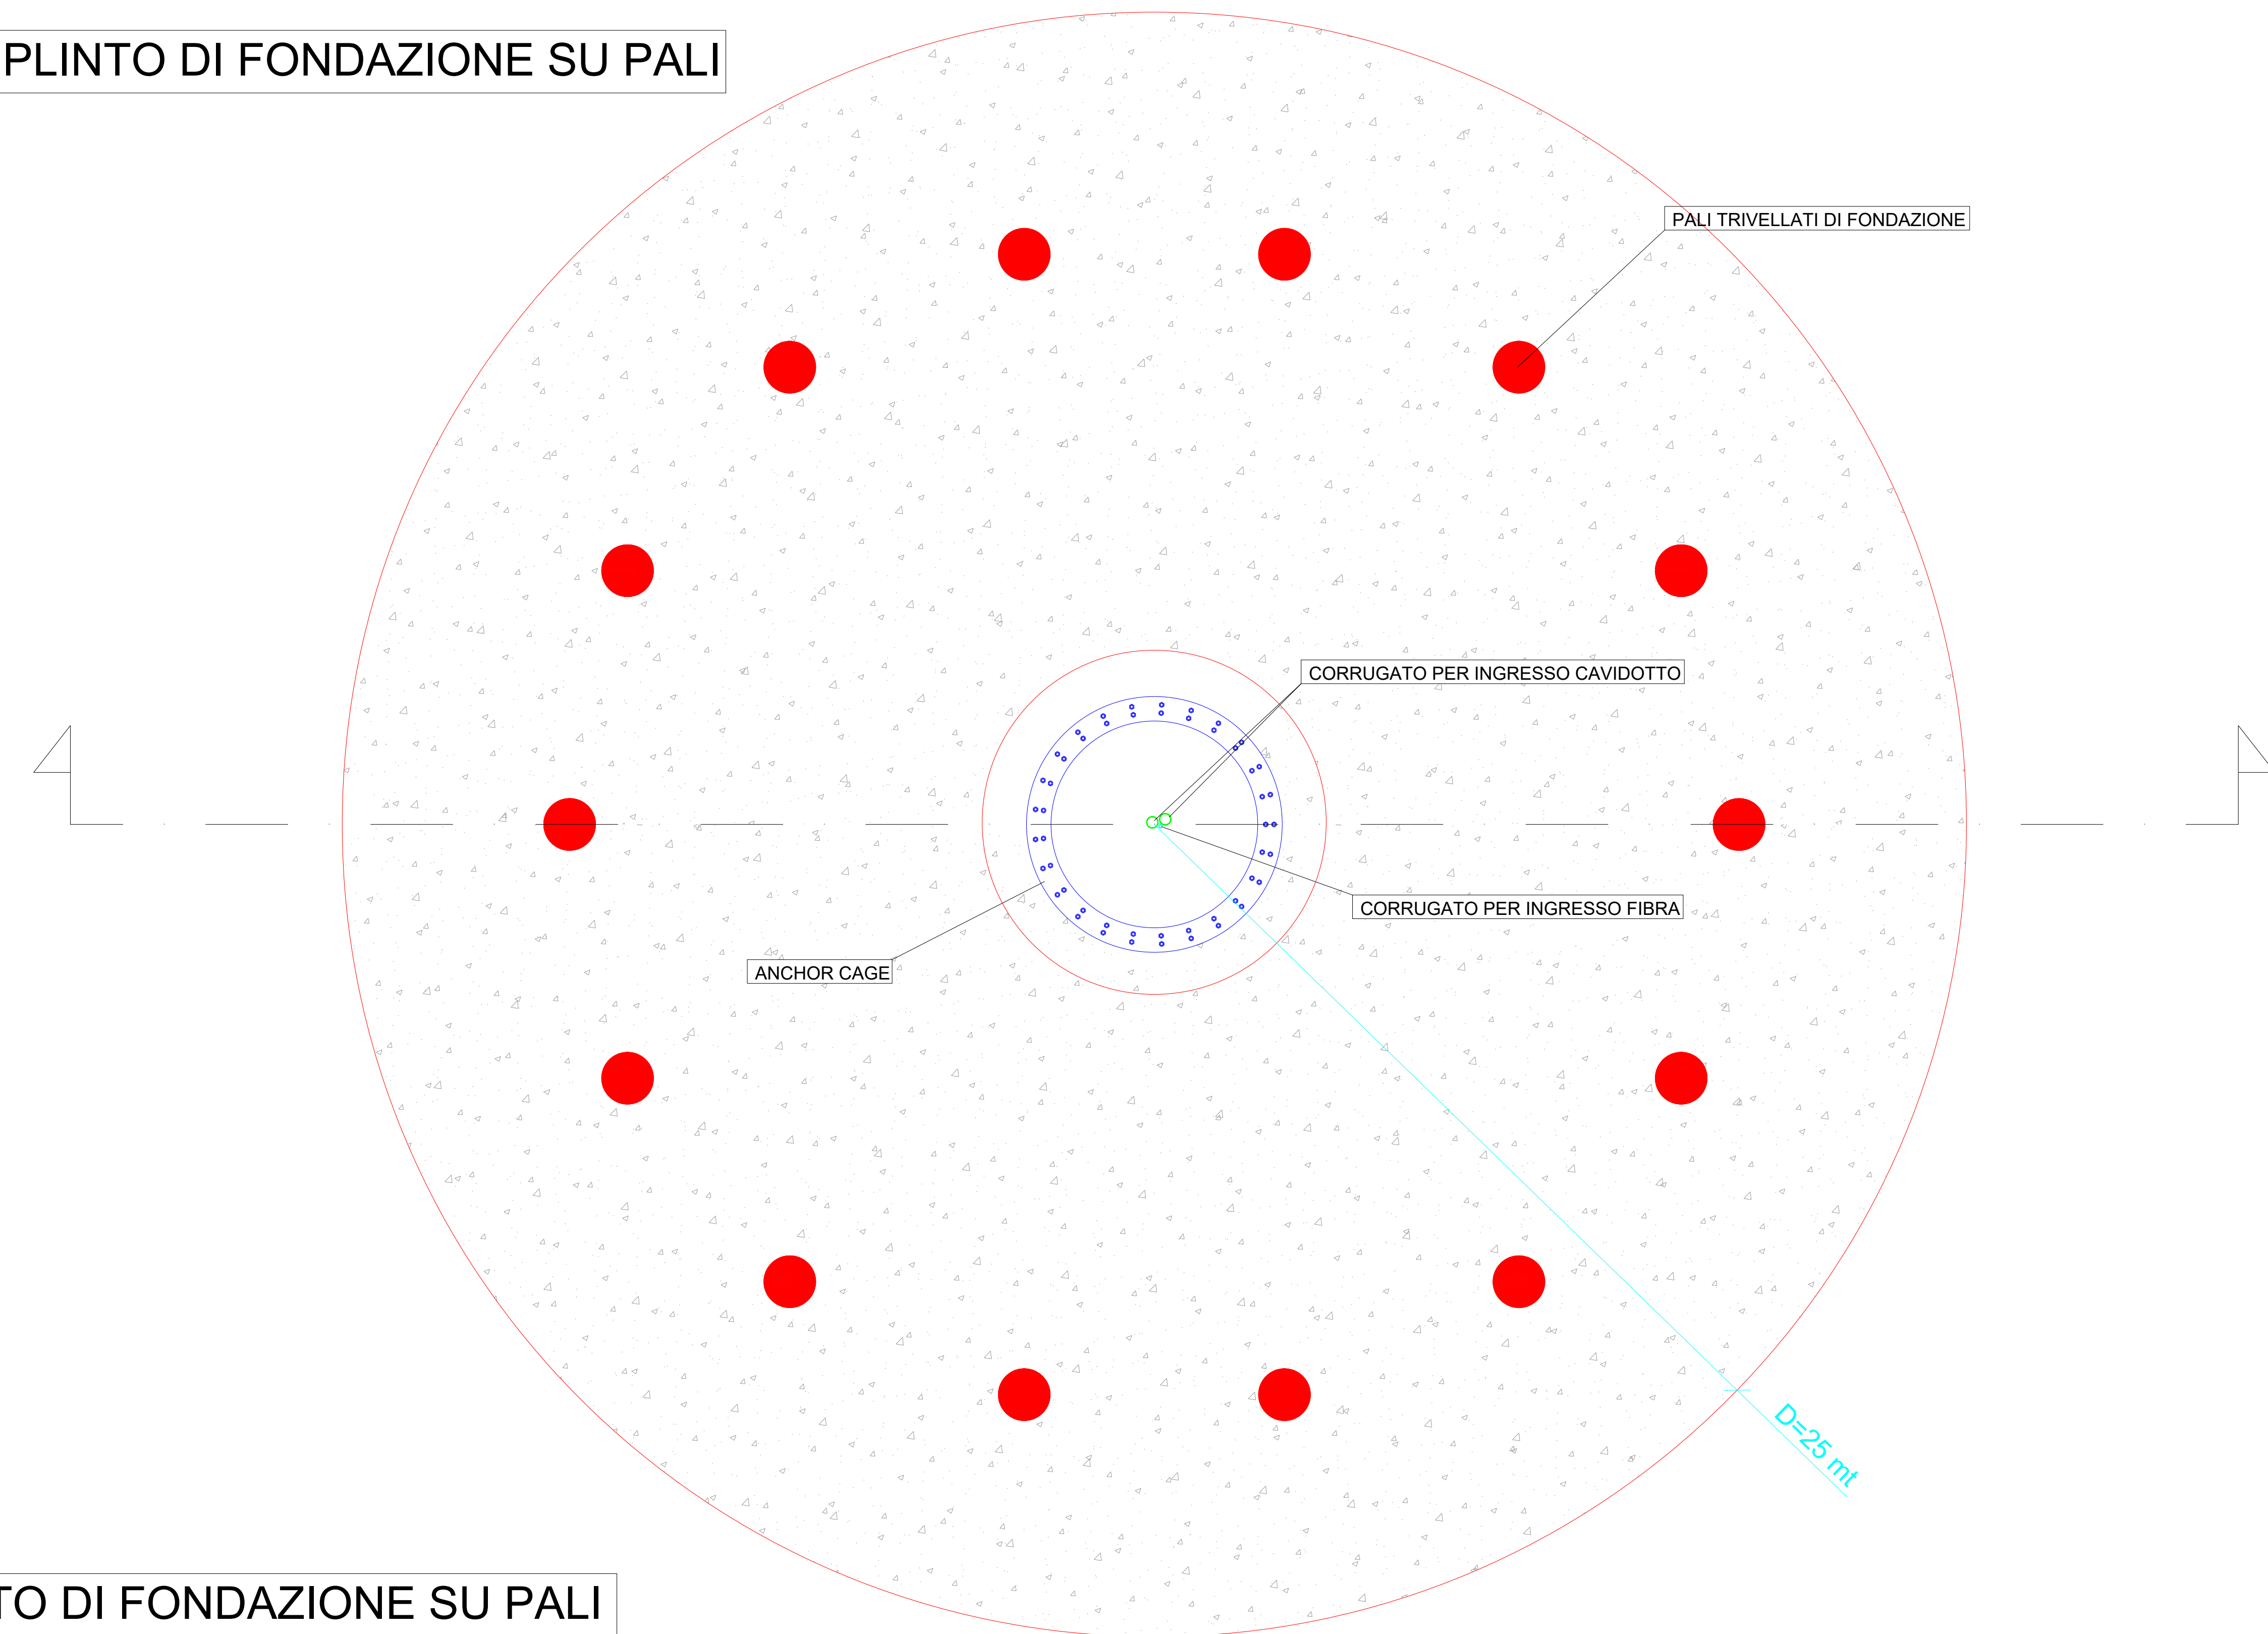 PLINTO DI FONDAZIONE SU PALI
PALI TRIVELLATI DI FONDAZIONE
CORRUGATO PER INGRESSO CAVIDOTTO
CORRUGATO PER INGRESSO FIBRA
ANCHOR CAGE
D=25 mt
TO DI FONDAZIONE SU PALI